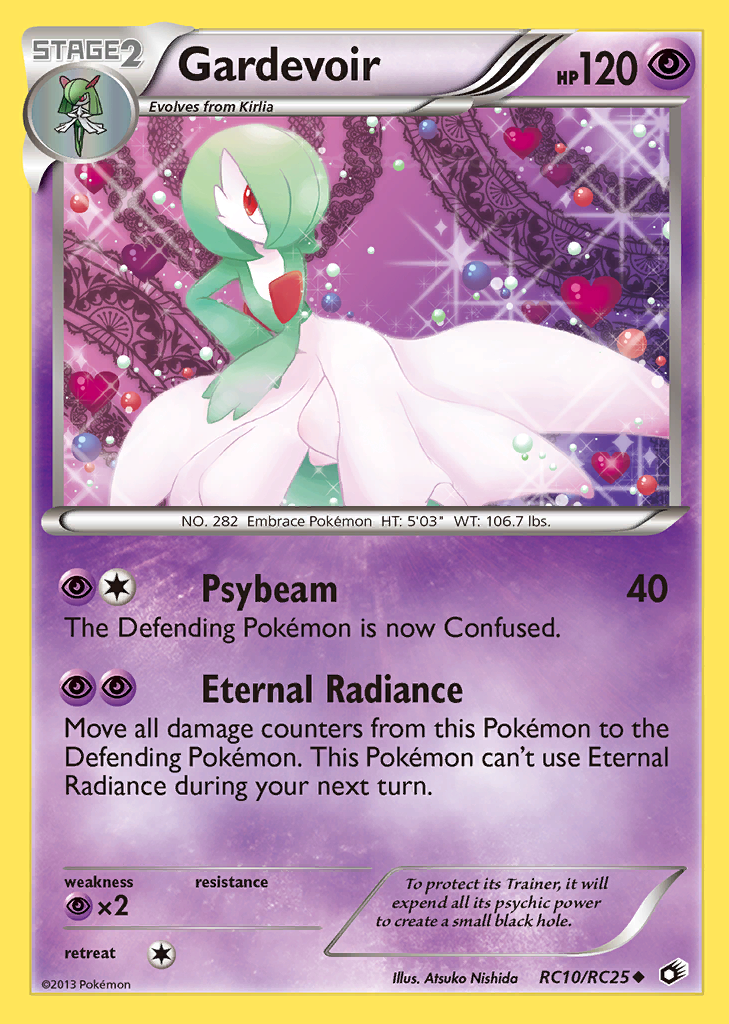 STAGE2
Gardevoir
HP120
Evolves from Kirlia
NO. 282 Embrace Pokémon HT: 5'03" WT: 106.7 lbs.
Psybeam 40
The Defending Pokémon is now Confused.
Eternal Radiance
Move all damage counters from this Pokémon to the
Defending Pokémon. This Pokémon can't use Eternal
Radiance during your next turn.
weakness resistance
×2
To protect its Trainer, it will
expend all its psychic power
to create a small black hole.
retreat
©2013 Pokémon
Illus. Atsuko Nishida RC10/RC25